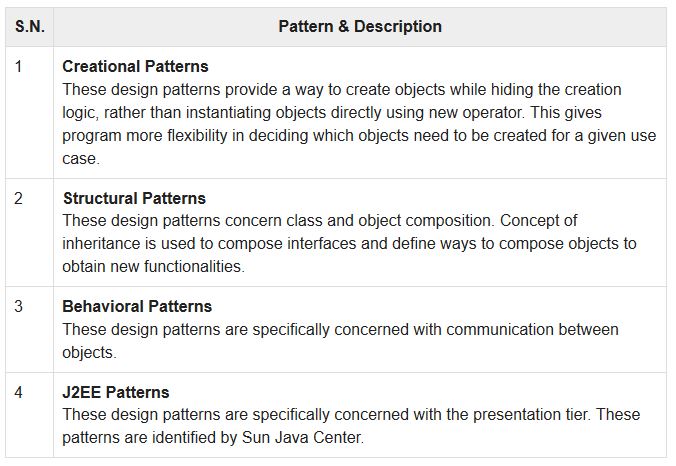 S.N. Pattern & Description
1 Creational Patterns
These design patterns provide a way to create objects while hiding the creation
logic, rather than instantiating objects directly using new operator. This gives
program more flexibility in deciding which objects need to be created for a given use
case.
2 Structural Patterns
These design patterns concern class and object composition. Concept of
inheritance is used to compose interfaces and define ways to compose objects to
obtain new functionalities.
3 Behavioral Patterns
These design patterns are specifically concerned with communication between
objects.
4 J2EE Patterns
These design patterns are specifically concerned with the presentation tier. These
patterns are identified by Sun Java Center.